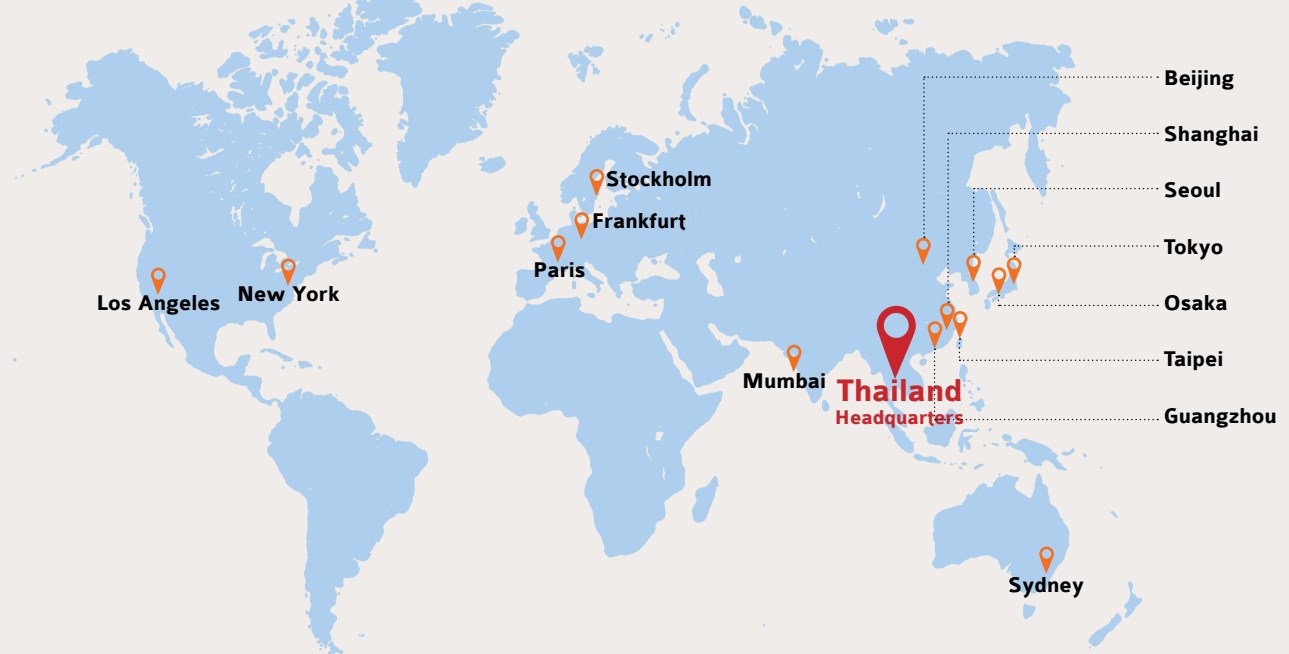 Beijing
Shanghai
Seoul
Stockholm
Frankfurt
Tokyo
Paris
New York
Los Angeles
Osaka
Taipei
Mumbai
Thailand
Headquarters
Guangzhou
Sydney